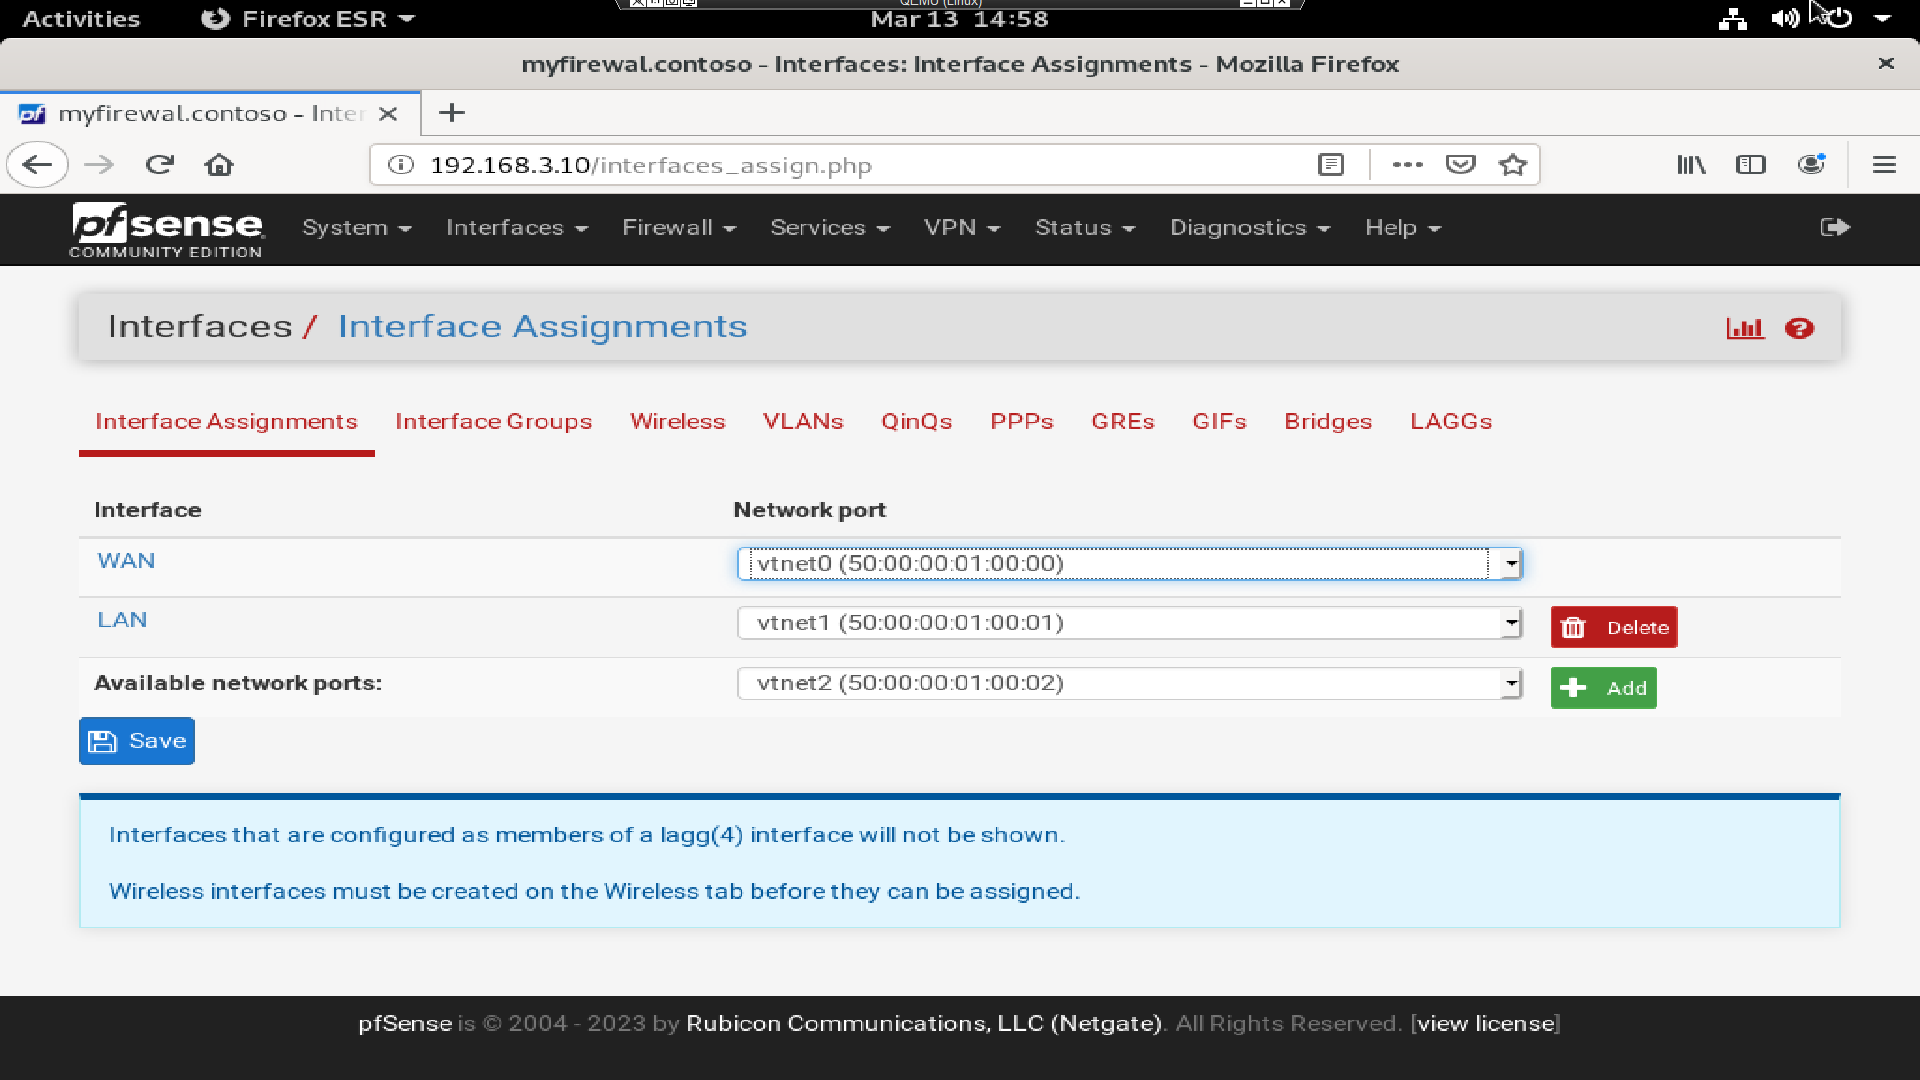 QEMU (Linux)
Activities Firefox ESR Mar 13 14:58
myfirewal.contoso - Interfaces: Interface Assignments - Mozilla Firefox
myfirewal.contoso - Inter
192.168.3.10/interfaces_assign.php
pfsense COMMUNITY EDITION System Interfaces Firewall Services VPN Status Diagnostics Help
Interfaces / Interface Assignments
Interface Assignments Interface Groups Wireless VLANs QinQs PPPs GREs GIFs Bridges LAGGs
Interface Network port
WAN vtnet0 (50:00:00:01:00:00)
LAN vtnet1 (50:00:00:01:00:01) Delete
Available network ports: vtnet2 (50:00:00:01:00:02) Add
Save
Interfaces that are configured as members of a lagg(4) interface will not be shown.
Wireless interfaces must be created on the Wireless tab before they can be assigned.
pfSense is © 2004 - 2023 by Rubicon Communications, LLC (Netgate). All Rights Reserved. [view license]